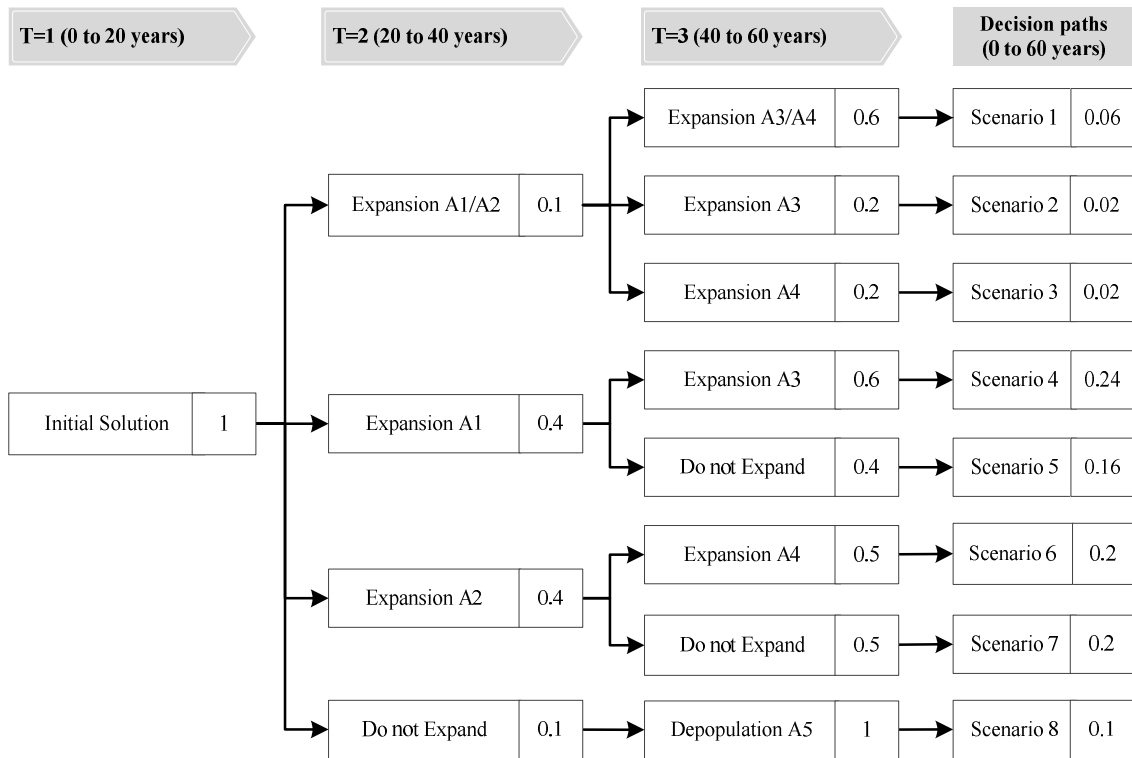 T=1 (0 to 20 years)
T=2 (20 to 40 years)
T=3 (40 to 60 years)
Decision paths
(0 to 60 years)
Expansion A3/A4 0.6
Scenario 1 0.06
Expansion A1/A2 0.1
Expansion A3 0.2
Scenario 2 0.02
Expansion A4 0.2
Scenario 3 0.02
Expansion A3 0.6
Scenario 4 0.24
Initial Solution 1
Expansion A1 0.4
Do not Expand 0.4
Scenario 5 0.16
Expansion A4 0.5
Scenario 6 0.2
Expansion A2 0.4
Do not Expand 0.5
Scenario 7 0.2
Do not Expand 0.1
Depopulation A5 1
Scenario 8 0.1